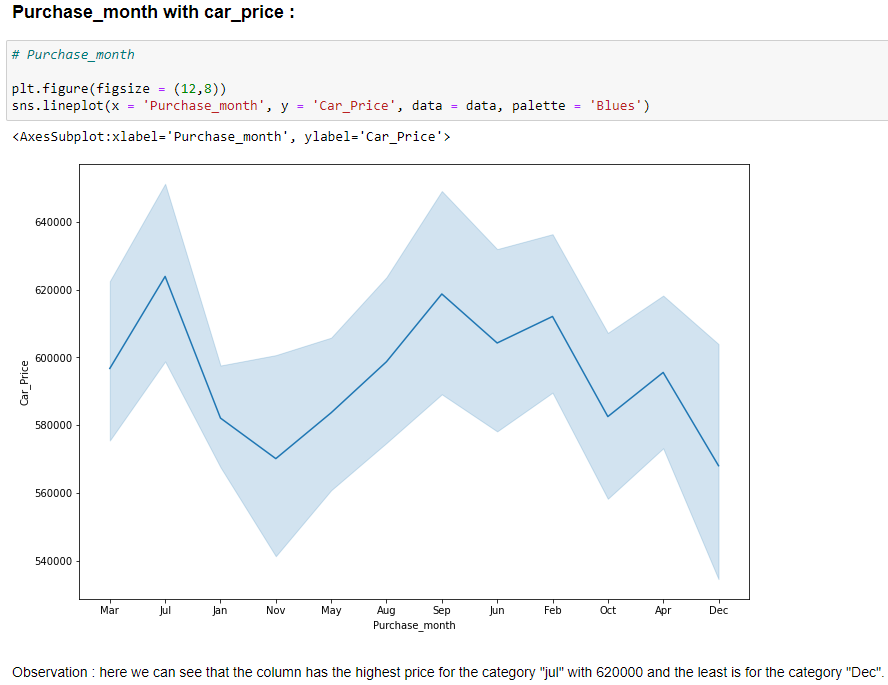 Purchase_month with car_price :
# Purchase_month
plt.figure(figsize = (12,8))
sns.lineplot(x = 'Purchase_month', y = 'Car_Price', data = data, palette = 'Blues')
<AxesSubplot:xlabel='Purchase_month', ylabel='Car_Price'>
640000
620000
600000
580000
560000
540000
Car_Price
Mar Jul Jan Nov May Aug Sep Jun Feb Oct Apr Dec
Purchase_month
Observation : here we can see that the column has the highest price for the category "jul" with 620000 and the least is for the category "Dec".